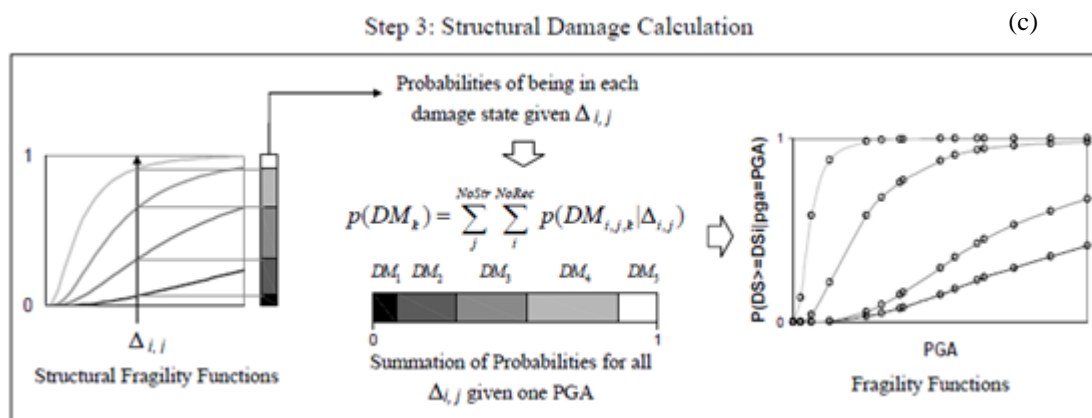 Step 3: Structural Damage Calculation
(c)
Probabilities of being in each
damage state given Δi,j
1
0
Δi,j
Structural Fragility Functions
p(DMk) = NoStr∑j NoRec∑i p(DMi,j,k|Δi,j)
DM1 DM2 DM3 DM4 DM5
0 1
Summation of Probabilities for all
Δi,j given one PGA
P(DS>=DSi|pga=PGA)
1
0
PGA
Fragility Functions